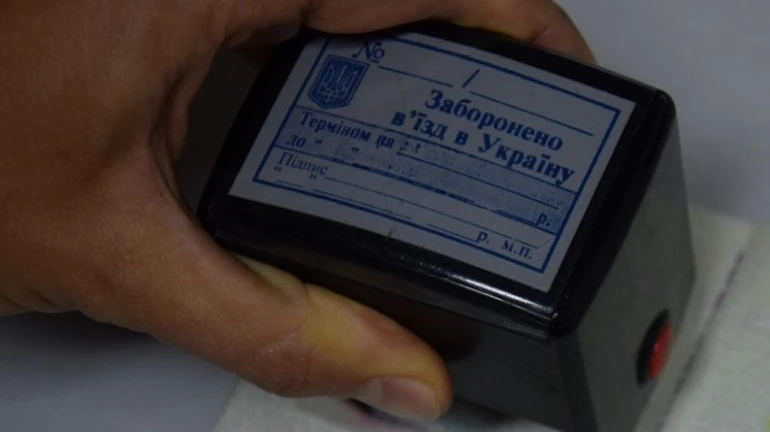 № /
Заборонено
в'їзд в Україну
Терміном на
до " " р.
Підпис
" " р. м.п.